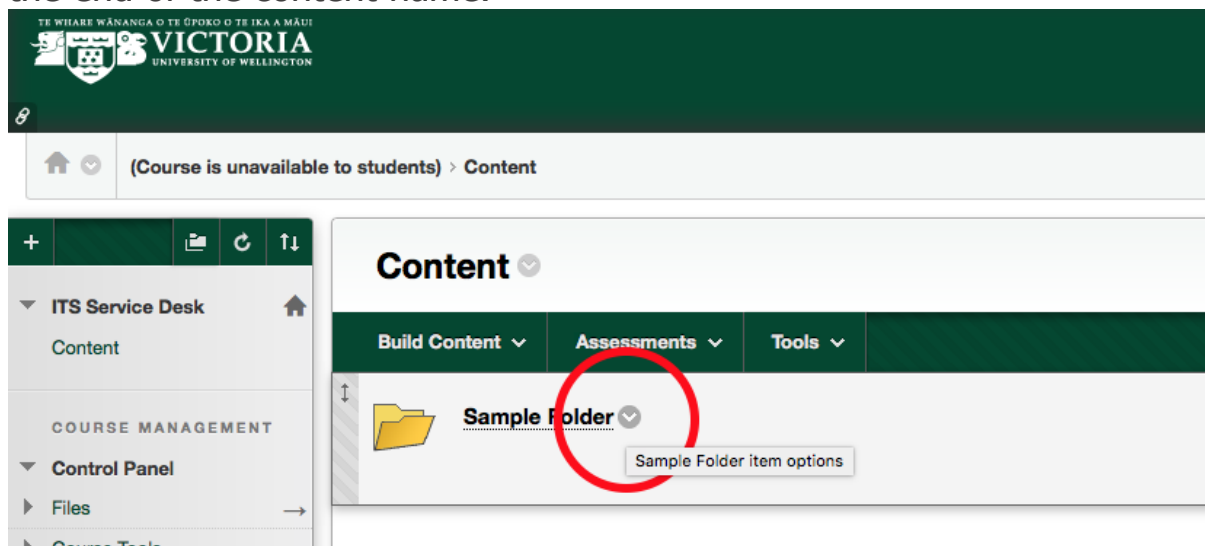 the end of the content name.
TE WHARE WĀNANGA O TE ŪPOKO O TE IKA A MĀUI
VICTORIA
UNIVERSITY OF WELLINGTON
(Course is unavailable to students) > Content
Content
ITS Service Desk
Content
Build Content
Assessments
Tools
Sample Folder
Sample Folder item options
COURSE MANAGEMENT
Control Panel
Files
Course Tools